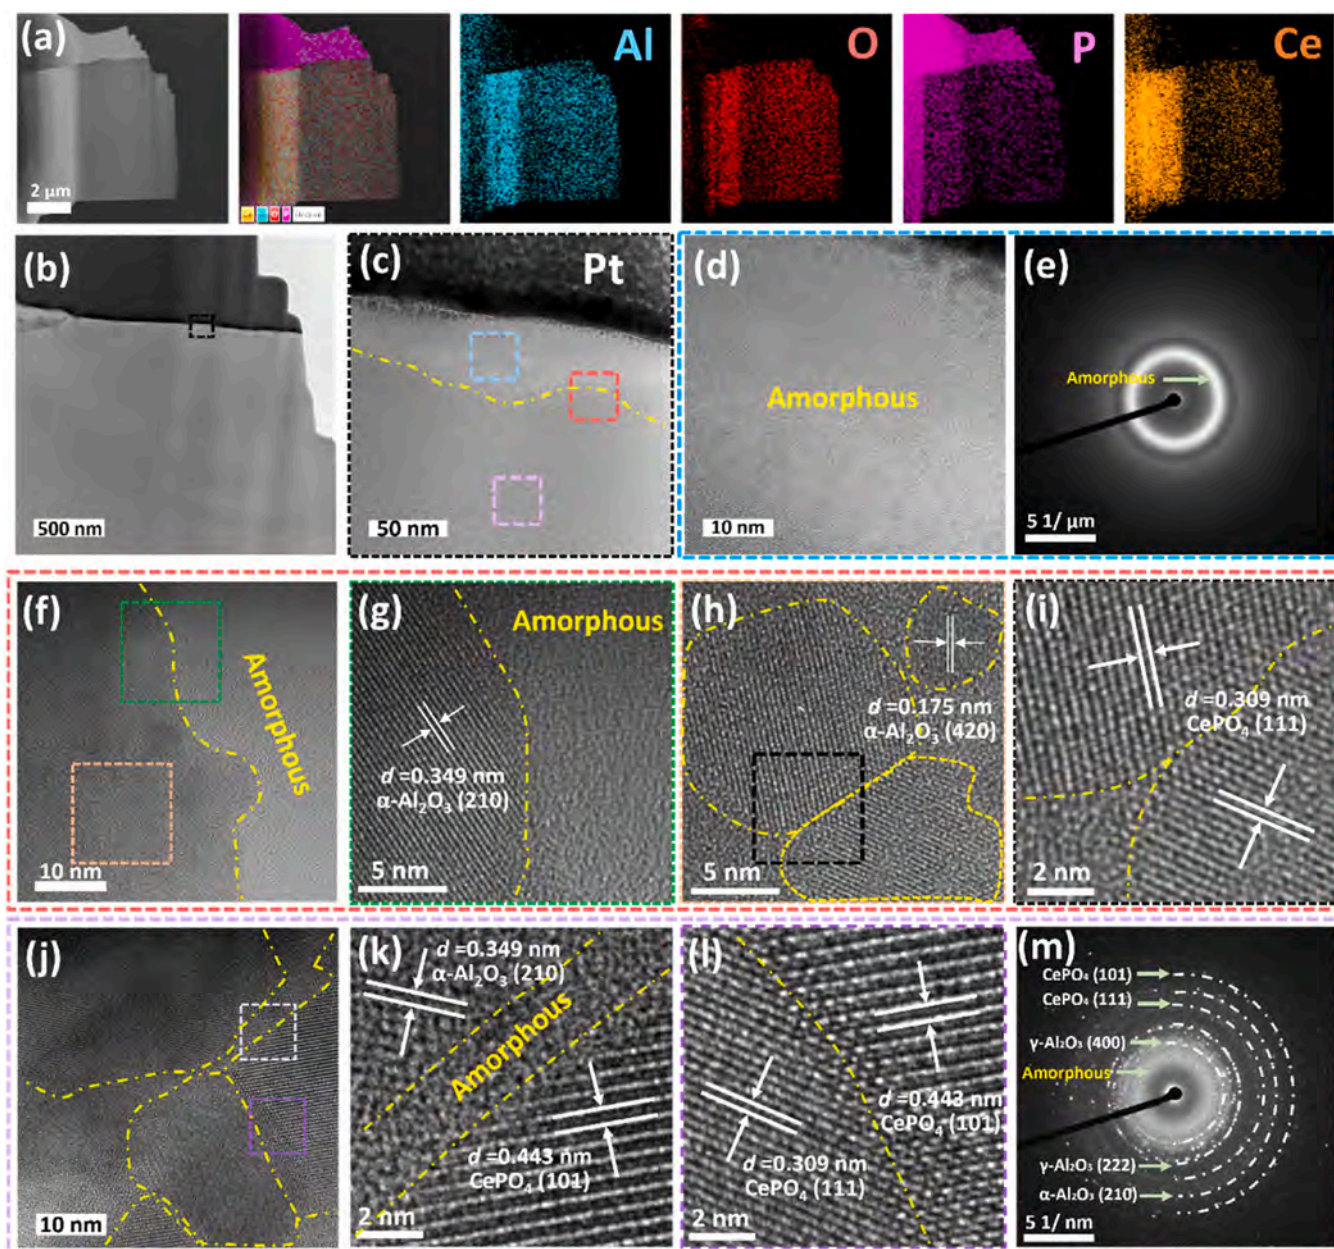 (a)
Al
O
P
Ce
2 μm
(b)
(c)
Pt
(d)
(e)
Amorphous
Amorphous
500 nm
50 nm
10 nm
5 1/ μm
(f)
(g)
Amorphous
(h)
(i)
Amorphous
d=0.175 nm
α-Al₂O₃ (420)
d=0.309 nm
CePO₄ (111)
d=0.349 nm
α-Al₂O₃ (210)
10 nm
5 nm
5 nm
2 nm
(j)
(k)
d=0.349 nm
α-Al₂O₃ (210)
(l)
(m)
CePO₄ (101)
CePO₄ (111)
γ-Al₂O₃ (400)
Amorphous
Amorphous
d=0.443 nm
CePO₄ (101)
d=0.443 nm
CePO₄ (101)
d=0.309 nm
CePO₄ (111)
γ-Al₂O₃ (222)
α-Al₂O₃ (210)
10 nm
2 nm
2 nm
5 1/ nm